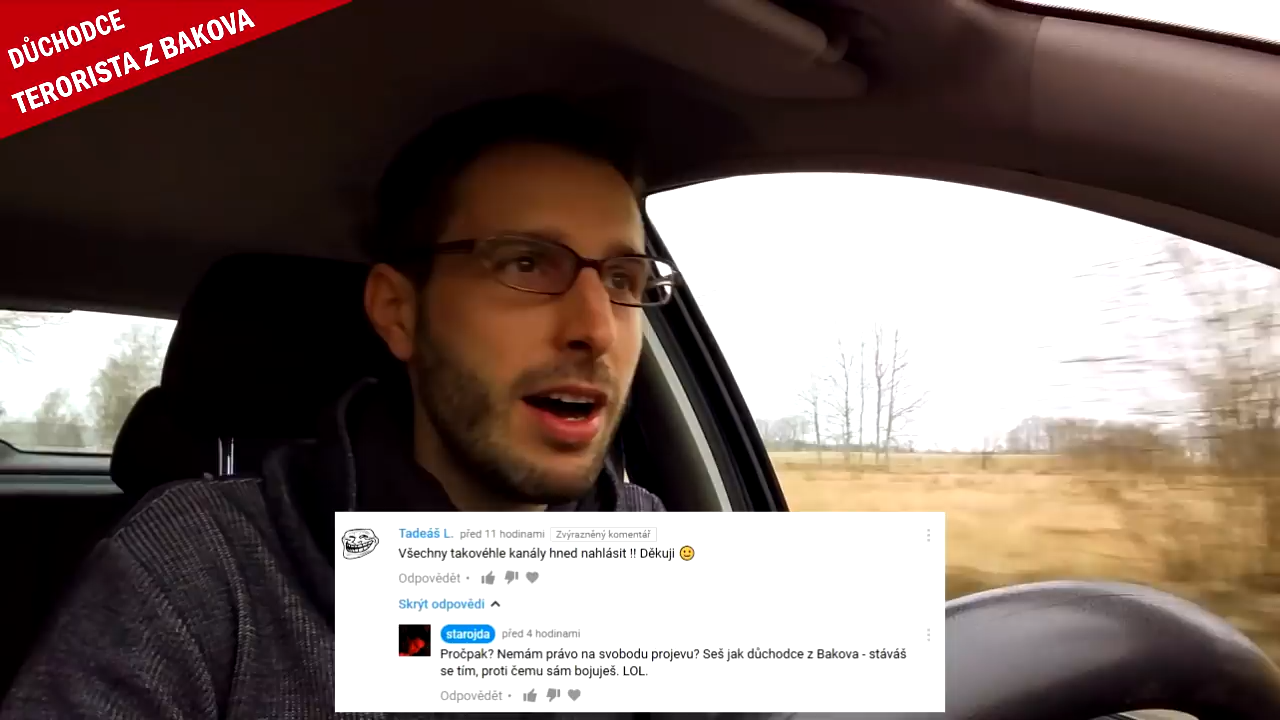 DŮCHODCE
TERORISTA Z BAKOVA
Tadeáš L. před 11 hodinami Zvýrazněný komentář
Všechny takovéhle kanály hned nahlásit !! Děkuji
Odpovědět •
Skrýt odpovědi
starojda před 4 hodinami
Pročpak? Nemám právo na svobodu projevu? Seš jak důchodce z Bakova - stáváš
se tím, proti čemu sám bojuješ. LOL.
Odpovědět •